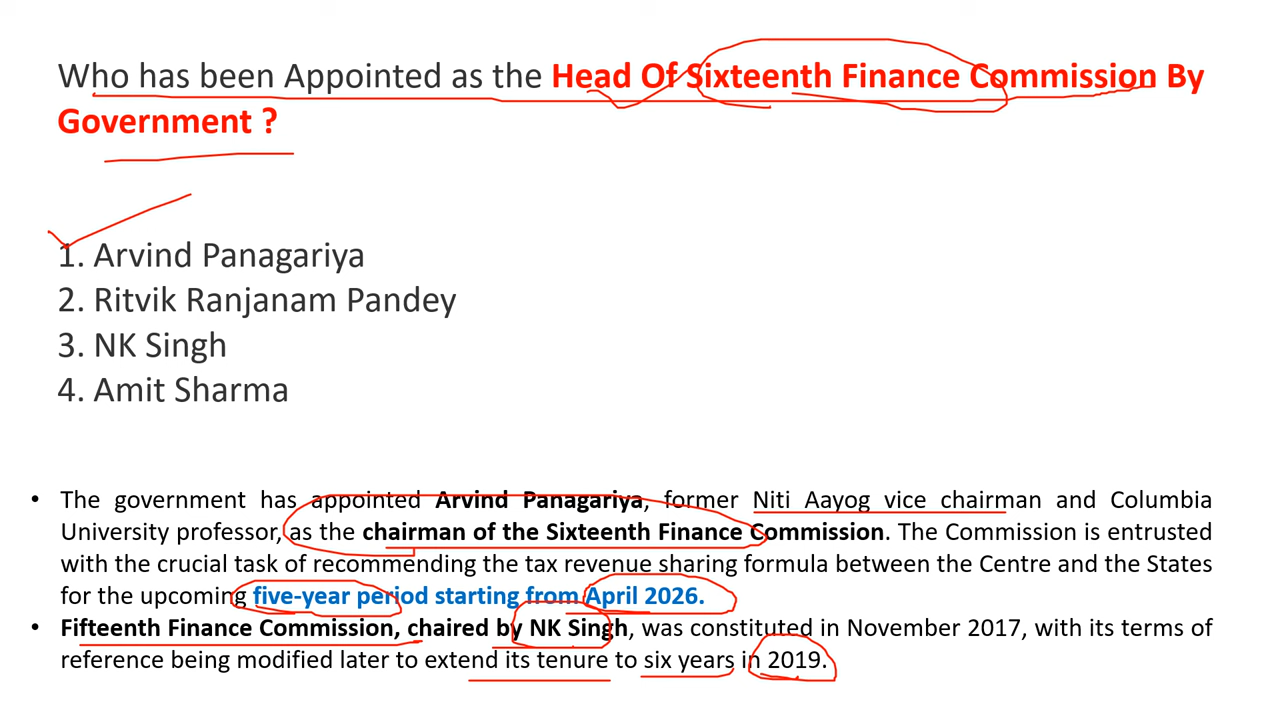 Who has been Appointed as the Head Of Sixteenth Finance Commission By
Government ?
1. Arvind Panagariya
2. Ritvik Ranjanam Pandey
3. NK Singh
4. Amit Sharma
• The government has appointed Arvind Panagariya, former Niti Aayog vice chairman and Columbia
University professor, as the chairman of the Sixteenth Finance Commission. The Commission is entrusted
with the crucial task of recommending the tax revenue sharing formula between the Centre and the States
for the upcoming five-year period starting from April 2026.
• Fifteenth Finance Commission, chaired by NK Singh, was constituted in November 2017, with its terms of
reference being modified later to extend its tenure to six years in 2019.